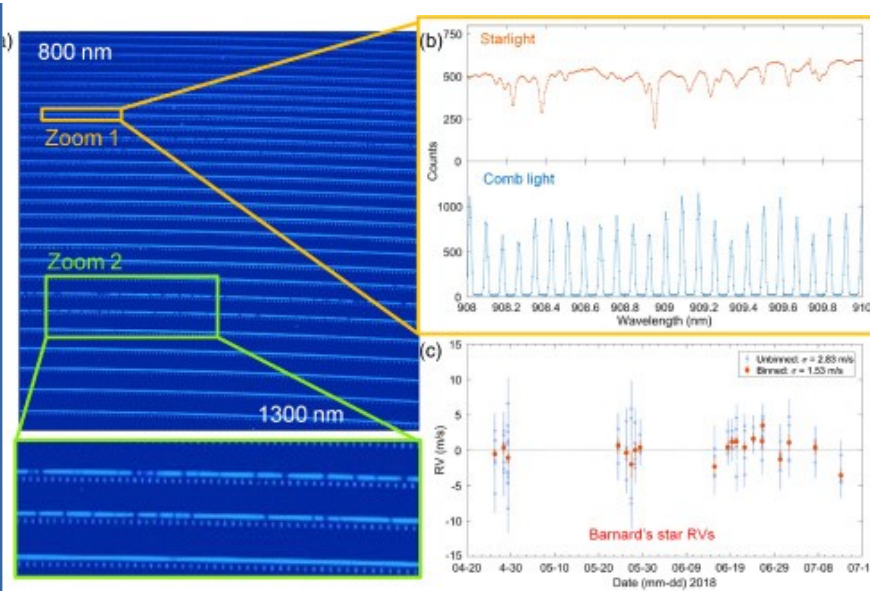 a)
800 nm
Zoom 1
Zoom 2
1300 nm
(b)
Starlight
750
500
250
0
Counts
Comb light
1000
500
0
908
908.2
908.4
908.6
908.8
909
909.2
909.4
909.6
909.8
910
Wavelength (nm)
(c)
Unbinned: σ = 2.83 m/s
Binned: σ = 1.53 m/s
15
10
5
0
-5
-10
-15
RV (m/s)
Barnard's star RVs
04-20
04-30
05-10
05-20
05-30
06-09
06-19
06-29
07-08
07-1
Date (mm-dd) 2018